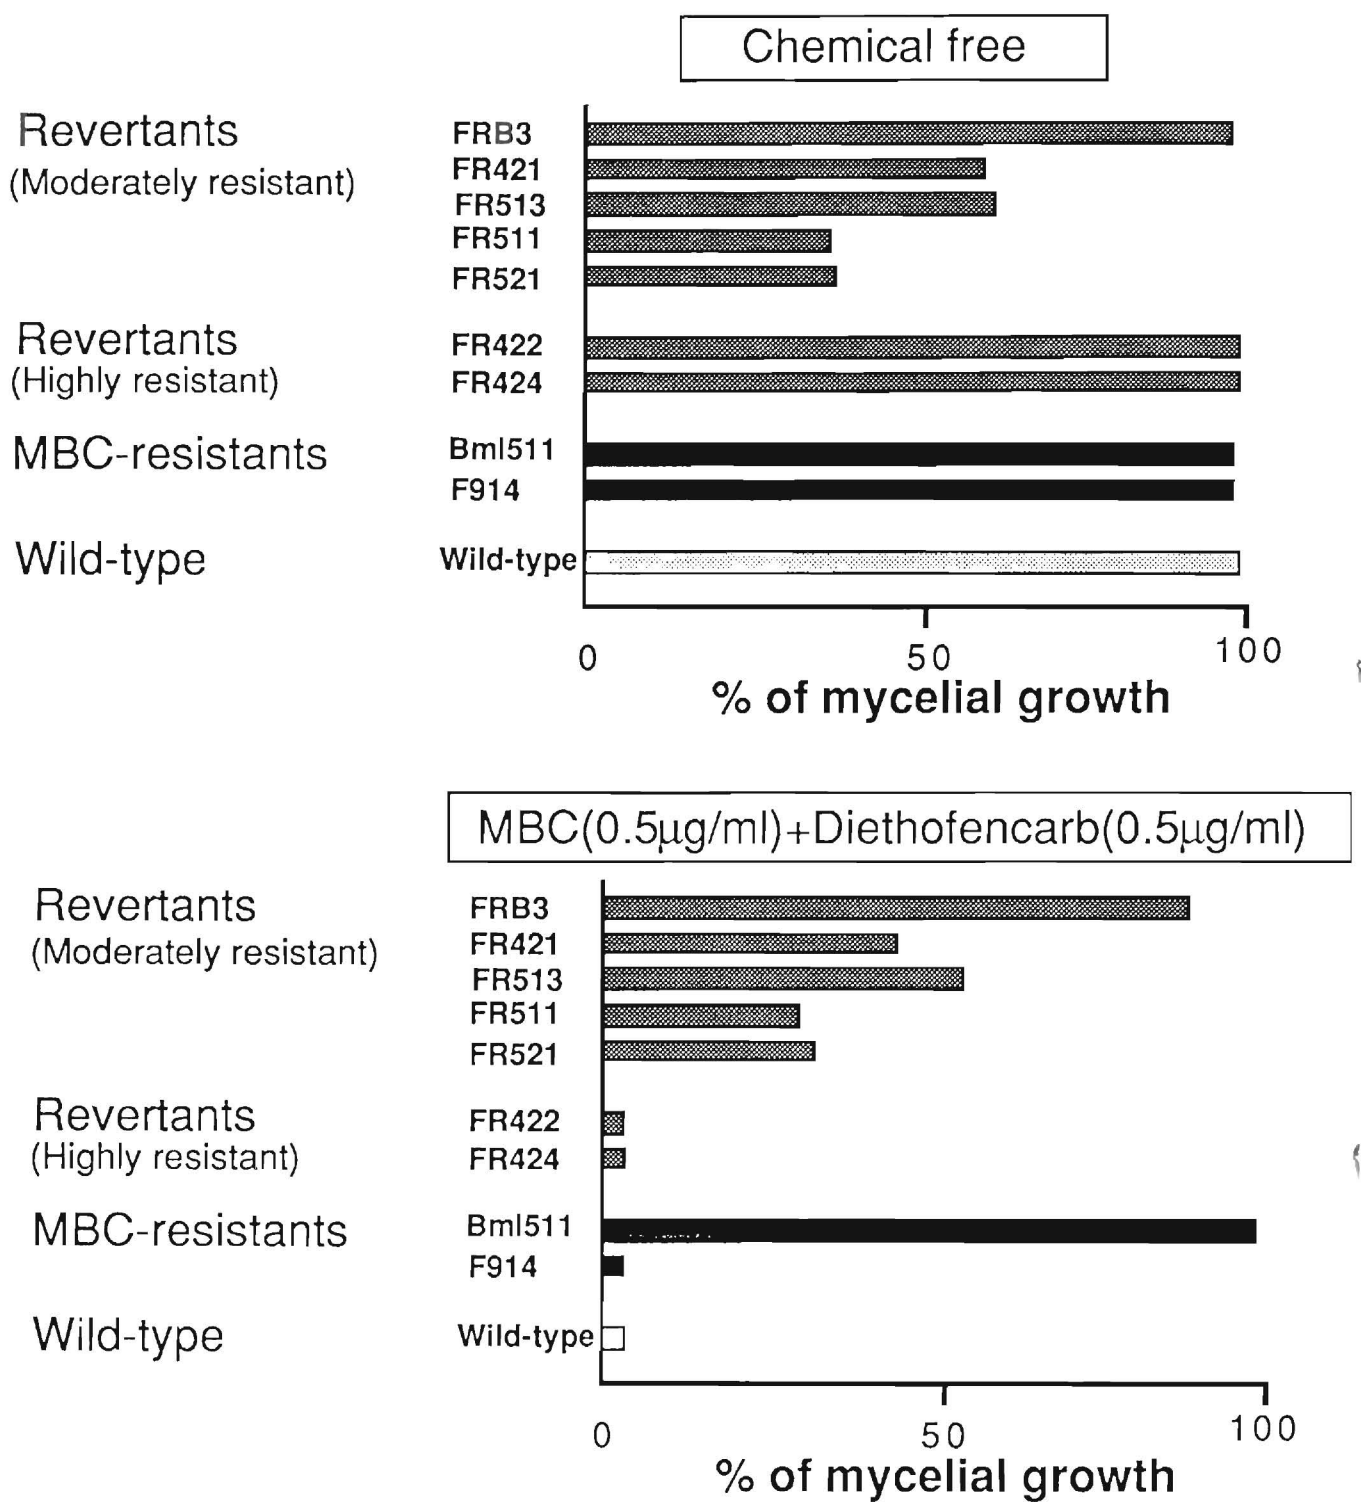 Chemical free
Revertants
(Moderately resistant)
FRB3
FR421
FR513
FR511
FR521
Revertants
(Highly resistant)
FR422
FR424
MBC-resistants
Bml511
F914
Wild-type
Wild-type
0 50 100
% of mycelial growth
MBC(0.5µg/ml)+Diethofencarb(0.5µg/ml)
Revertants
(Moderately resistant)
FRB3
FR421
FR513
FR511
FR521
Revertants
(Highly resistant)
FR422
FR424
MBC-resistants
Bml511
F914
Wild-type
Wild-type
0 50 100
% of mycelial growth